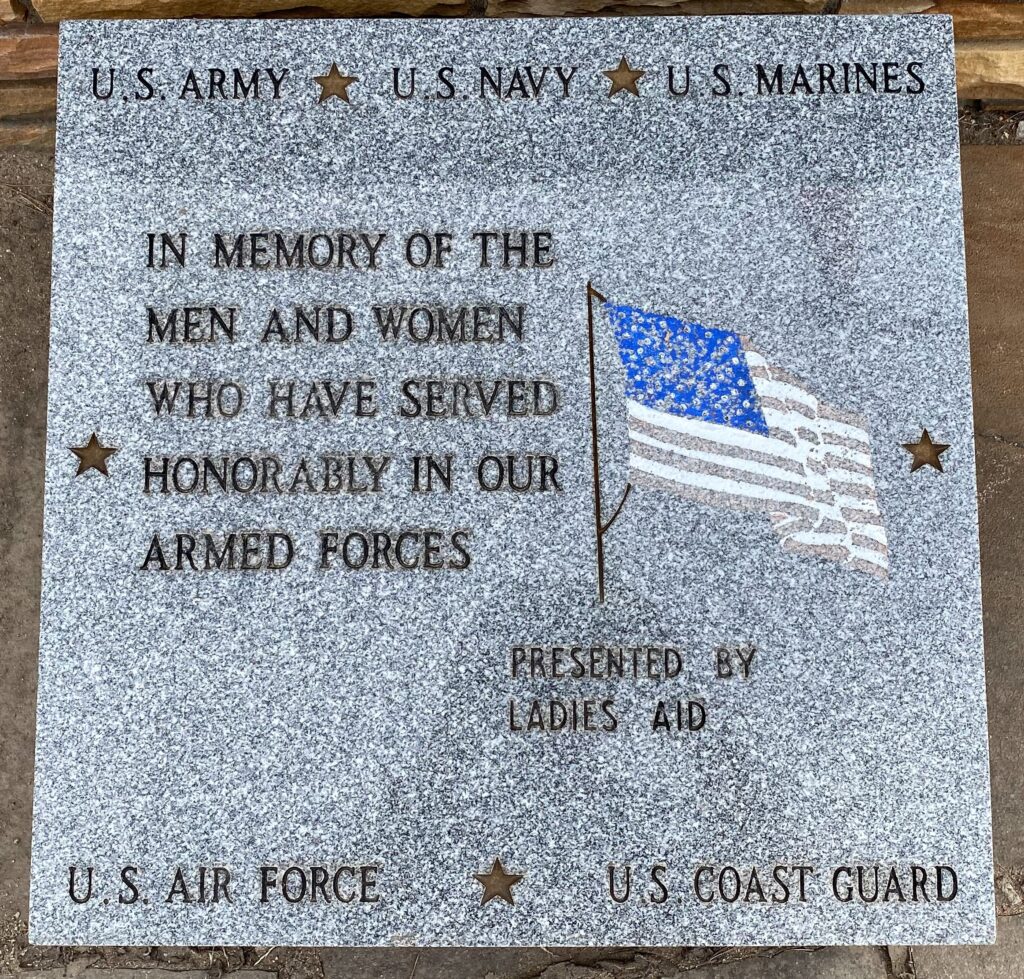 U.S. ARMY U.S. NAVY U.S. MARINES
IN MEMORY OF THE
MEN AND WOMEN
WHO HAVE SERVED
HONORABLY IN OUR
ARMED FORCES
PRESENTED BY
LADIES AID
U.S. AIR FORCE U.S. COAST GUARD